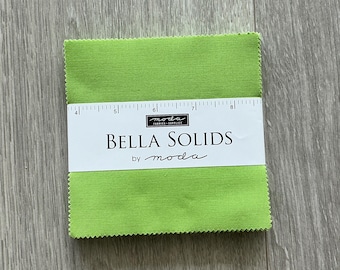 4 5 6 7 8
moda
FABRICS + SUPPLIES
BELLA SOLIDS
by moda